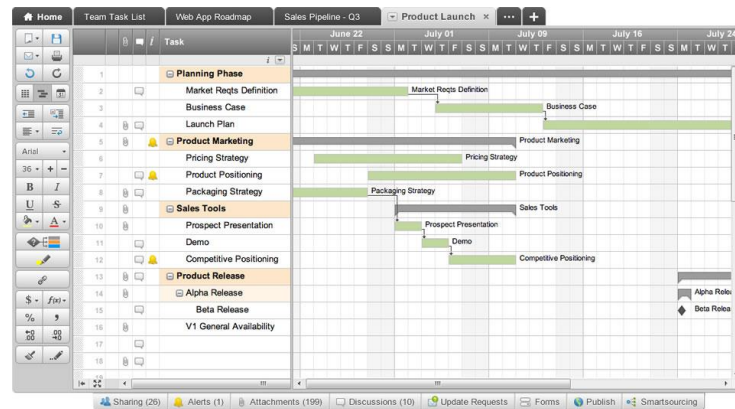 Home Team Task List Web App Roadmap Sales Pipeline - Q3 Product Launch × ••• +
June 22 July 01 July 09 July 16 July 24
f Task S M T W T F S S M T W T F S S M T W T F S S M T W T F S S M T W T
i
1 Planning Phase
2 Market Reqts Definition Market Reqts Definition
3 Business Case Business Case
4 Launch Plan
5 Product Marketing Product Marketing
Arial
6 Pricing Strategy Pricing Strategy
36 + −
7 Product Positioning Product Positioning
B I
8 Packaging Strategy Packaging Strategy
U S
9 Sales Tools Sales Tools
A
10 Prospect Presentation Prospect Presentation
11 Demo Demo
12 Competitive Positioning Competitive Positioning
13 Product Release
14 Alpha Release Alpha
$ f(x)
15 Beta Release Beta
% ,
16 V1 General Availability
17
18
Sharing (26) Alerts (1) Attachments (199) Discussions (10) Update Requests Forms Publish Smartsourcing